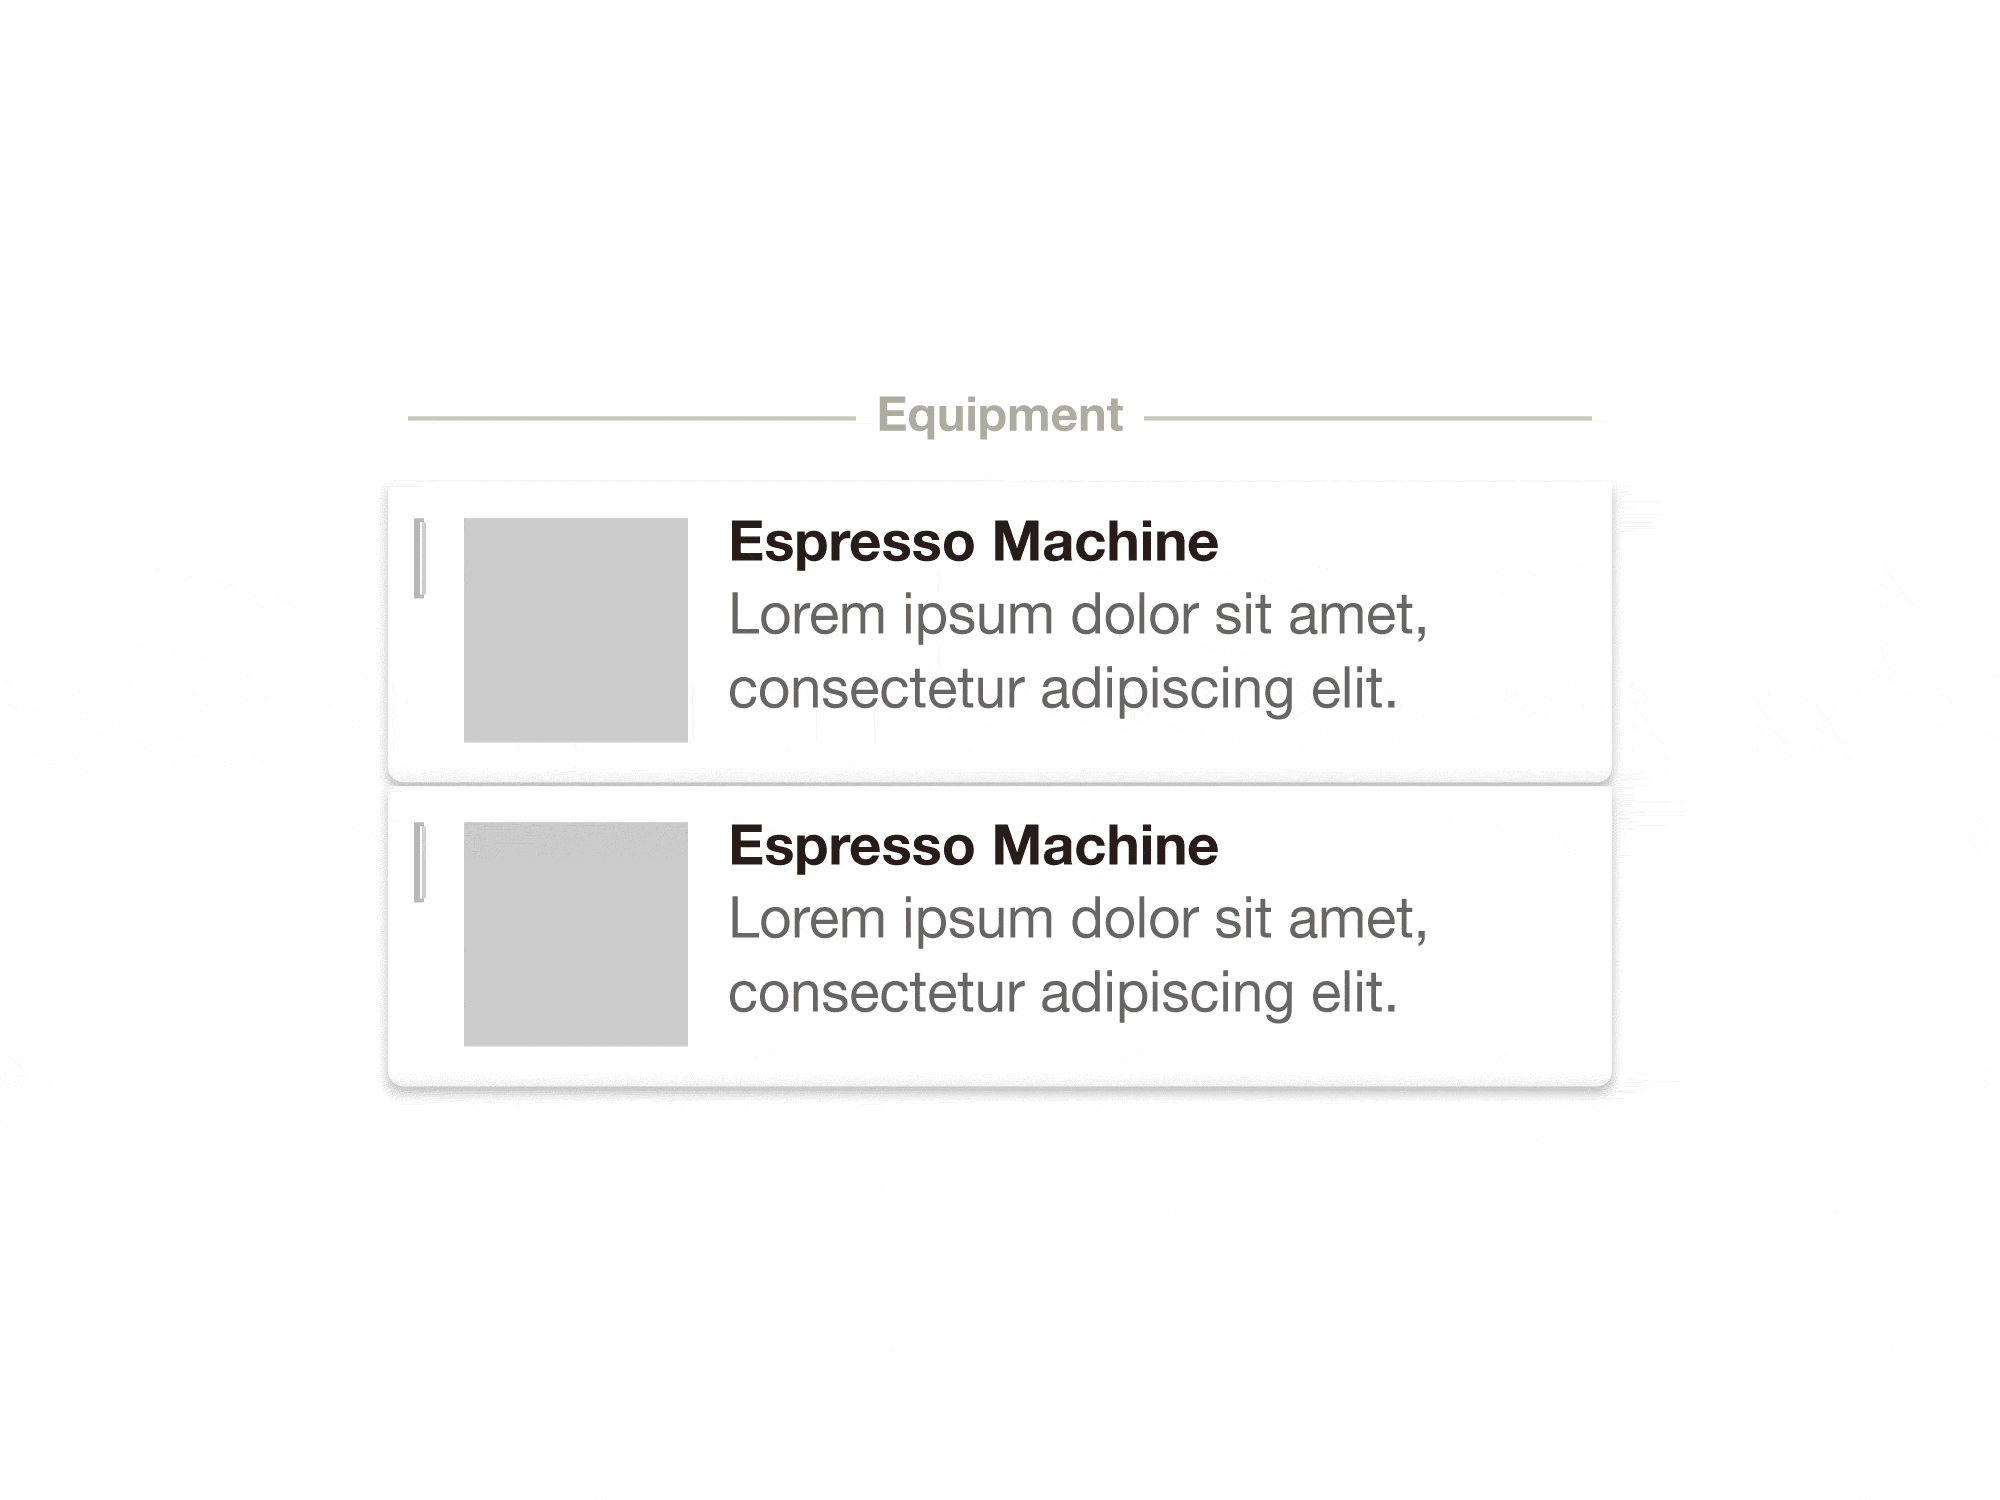 Equipment
Espresso Machine
Lorem ipsum dolor sit amet,
consectetur adipiscing elit.
Espresso Machine
Lorem ipsum dolor sit amet,
consectetur adipiscing elit.